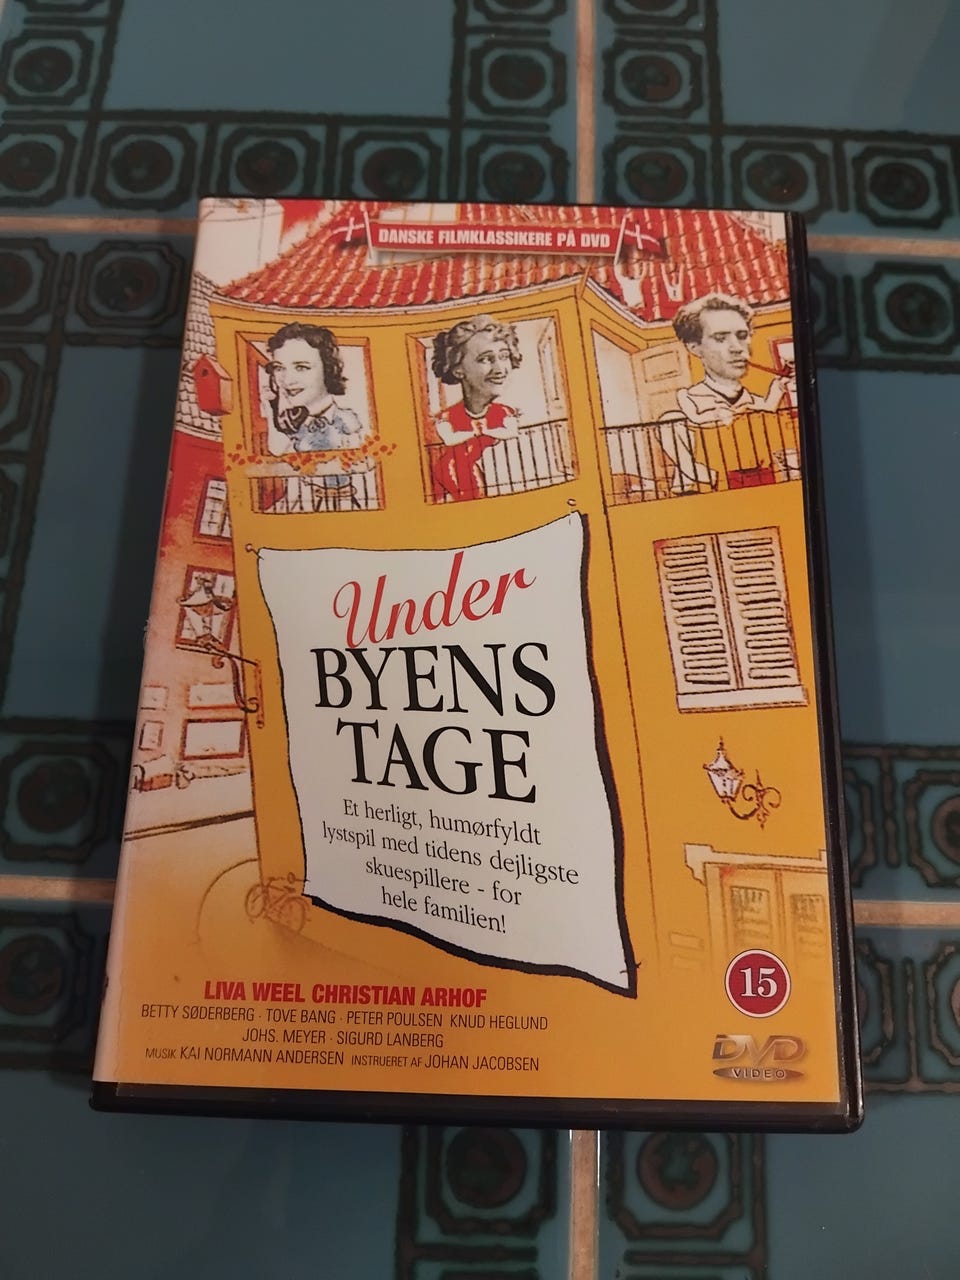 DANSKE FILMKLASSIKERE PÅ DVD
Under
BYENS
TAGE
Et herligt, humørfyldt
lystspil med tidens dejligste
skuespillere - for
hele familien!
LIVA WEEL CHRISTIAN ARHOF
BETTY SØDERBERG · TOVE BANG · PETER POULSEN KNUD HEGLUND
JOHS. MEYER · SIGURD LANBERG
MUSIK KAI NORMANN ANDERSEN INSTRUERET AF JOHAN JACOBSEN
15
DVD
VIDEO